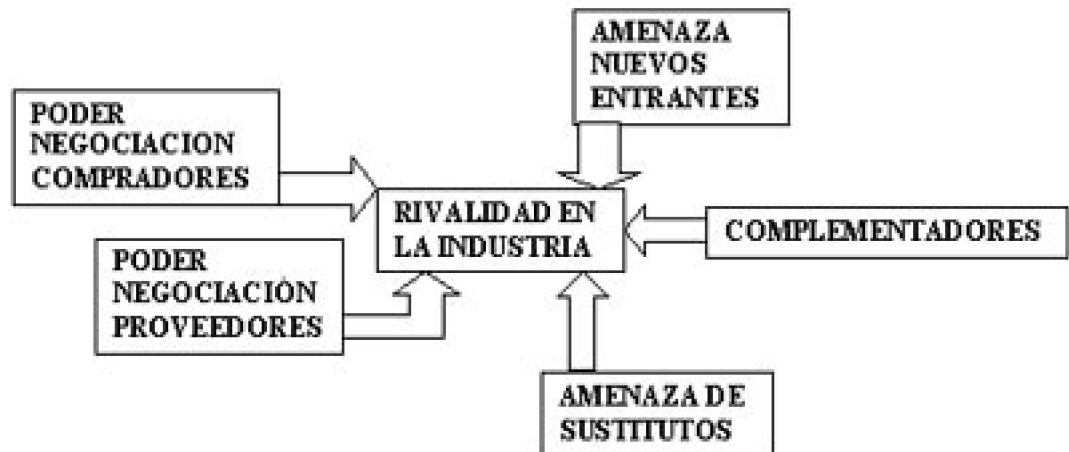 AMENAZA
NUEVOS
ENTRANTES
PODER
NEGOCIACION
COMPRADORES
RIVALIDAD EN
LA INDUSTRIA
COMPLEMENTADORES
PODER
NEGOCIACIÓN
PROVEEDORES
AMENAZA DE
SUSTITUTOS